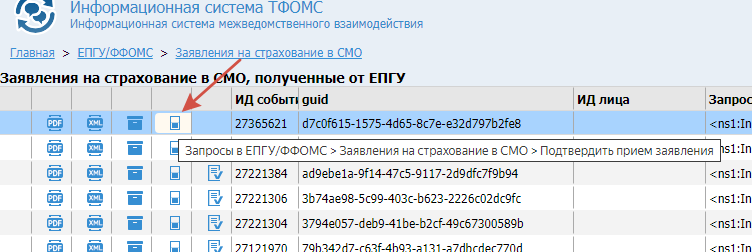 Информационная система ТФОМС
Информационная система межведомственного взаимодействия
Главная > ЕПГУ/ФФОМС > Заявления на страхование в СМО
Заявления на страхование в СМО, полученные от ЕПГУ
ИД событи guid ИД лица Запрос
PDF XML 27365621 d7c0f615-1575-4d65-8c7e-e32d797b2fe8 <ns1:In
PDF XML <ns1:In
Запросы в ЕПГУ/ФФОМС > Заявления на страхование в СМО > Подтвердить прием заявления
PDF XML 27221384 ad9ebe1a-9f14-47c5-9117-2d9dfc7f9b94 <ns1:In
PDF XML 27221306 3b74ae98-5c99-403c-b623-2226c02dc9fc <ns1:In
PDF XML 27221304 3794e057-deb9-41be-b2cf-49c67300589b <ns1:In
PDF XML 27121970 79b342d7-c63f-4b93-a131-a7dbcdec770d <ns1:In